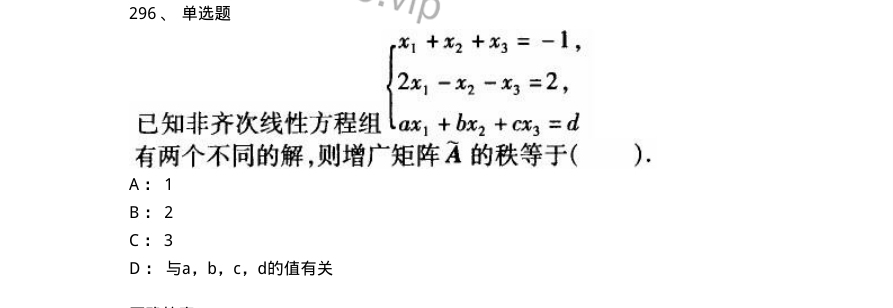 .vip
296 、 单选题
x₁ + x₂ + x₃ = −1 ,
2x₁ − x₂ − x₃ = 2 ,
已知非齐次线性方程组 ax₁ + bx₂ + cx₃ = d
有两个不同的解,则增广矩阵 Ã 的秩等于(   ).
A： 1
B： 2
C： 3
D： 与a，b，c，d的值有关